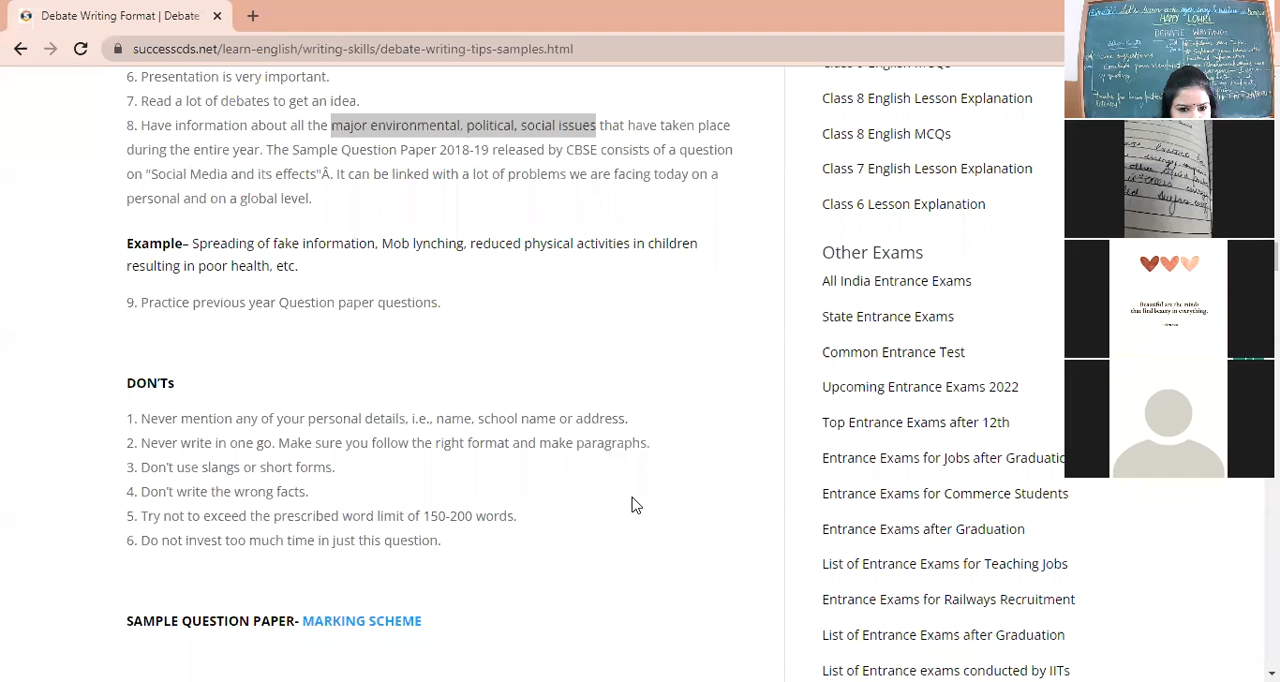 Debate Writing Format | Debate
successcds.net/learn-english/writing-skills/debate-writing-tips-samples.html
6. Presentation is very important.
7. Read a lot of debates to get an idea.
8. Have information about all the major environmental, political, social issues that have taken place
during the entire year. The Sample Question Paper 2018-19 released by CBSE consists of a question
on "Social Media and its effects"Â. It can be linked with a lot of problems we are facing today on a
personal and on a global level.
Example– Spreading of fake information, Mob lynching, reduced physical activities in children
resulting in poor health, etc.
9. Practice previous year Question paper questions.
DON'Ts
1. Never mention any of your personal details, i.e., name, school name or address.
2. Never write in one go. Make sure you follow the right format and make paragraphs.
3. Don't use slangs or short forms.
4. Don't write the wrong facts.
5. Try not to exceed the prescribed word limit of 150-200 words.
6. Do not invest too much time in just this question.
SAMPLE QUESTION PAPER- MARKING SCHEME
Class 8 English Lesson Explanation
Class 8 English MCQs
Class 7 English Lesson Explanation
Class 6 Lesson Explanation
Other Exams
All India Entrance Exams
State Entrance Exams
Common Entrance Test
Upcoming Entrance Exams 2022
Top Entrance Exams after 12th
Entrance Exams for Jobs after Graduatio
Entrance Exams for Commerce Students
Entrance Exams after Graduation
List of Entrance Exams for Teaching Jobs
Entrance Exams for Railways Recruitment
List of Entrance Exams after Graduation
List of Entrance exams conducted by IITs
HAPPY LOHRI
DEBATE WRITING
Beautiful are the minds
that find beauty in everything.